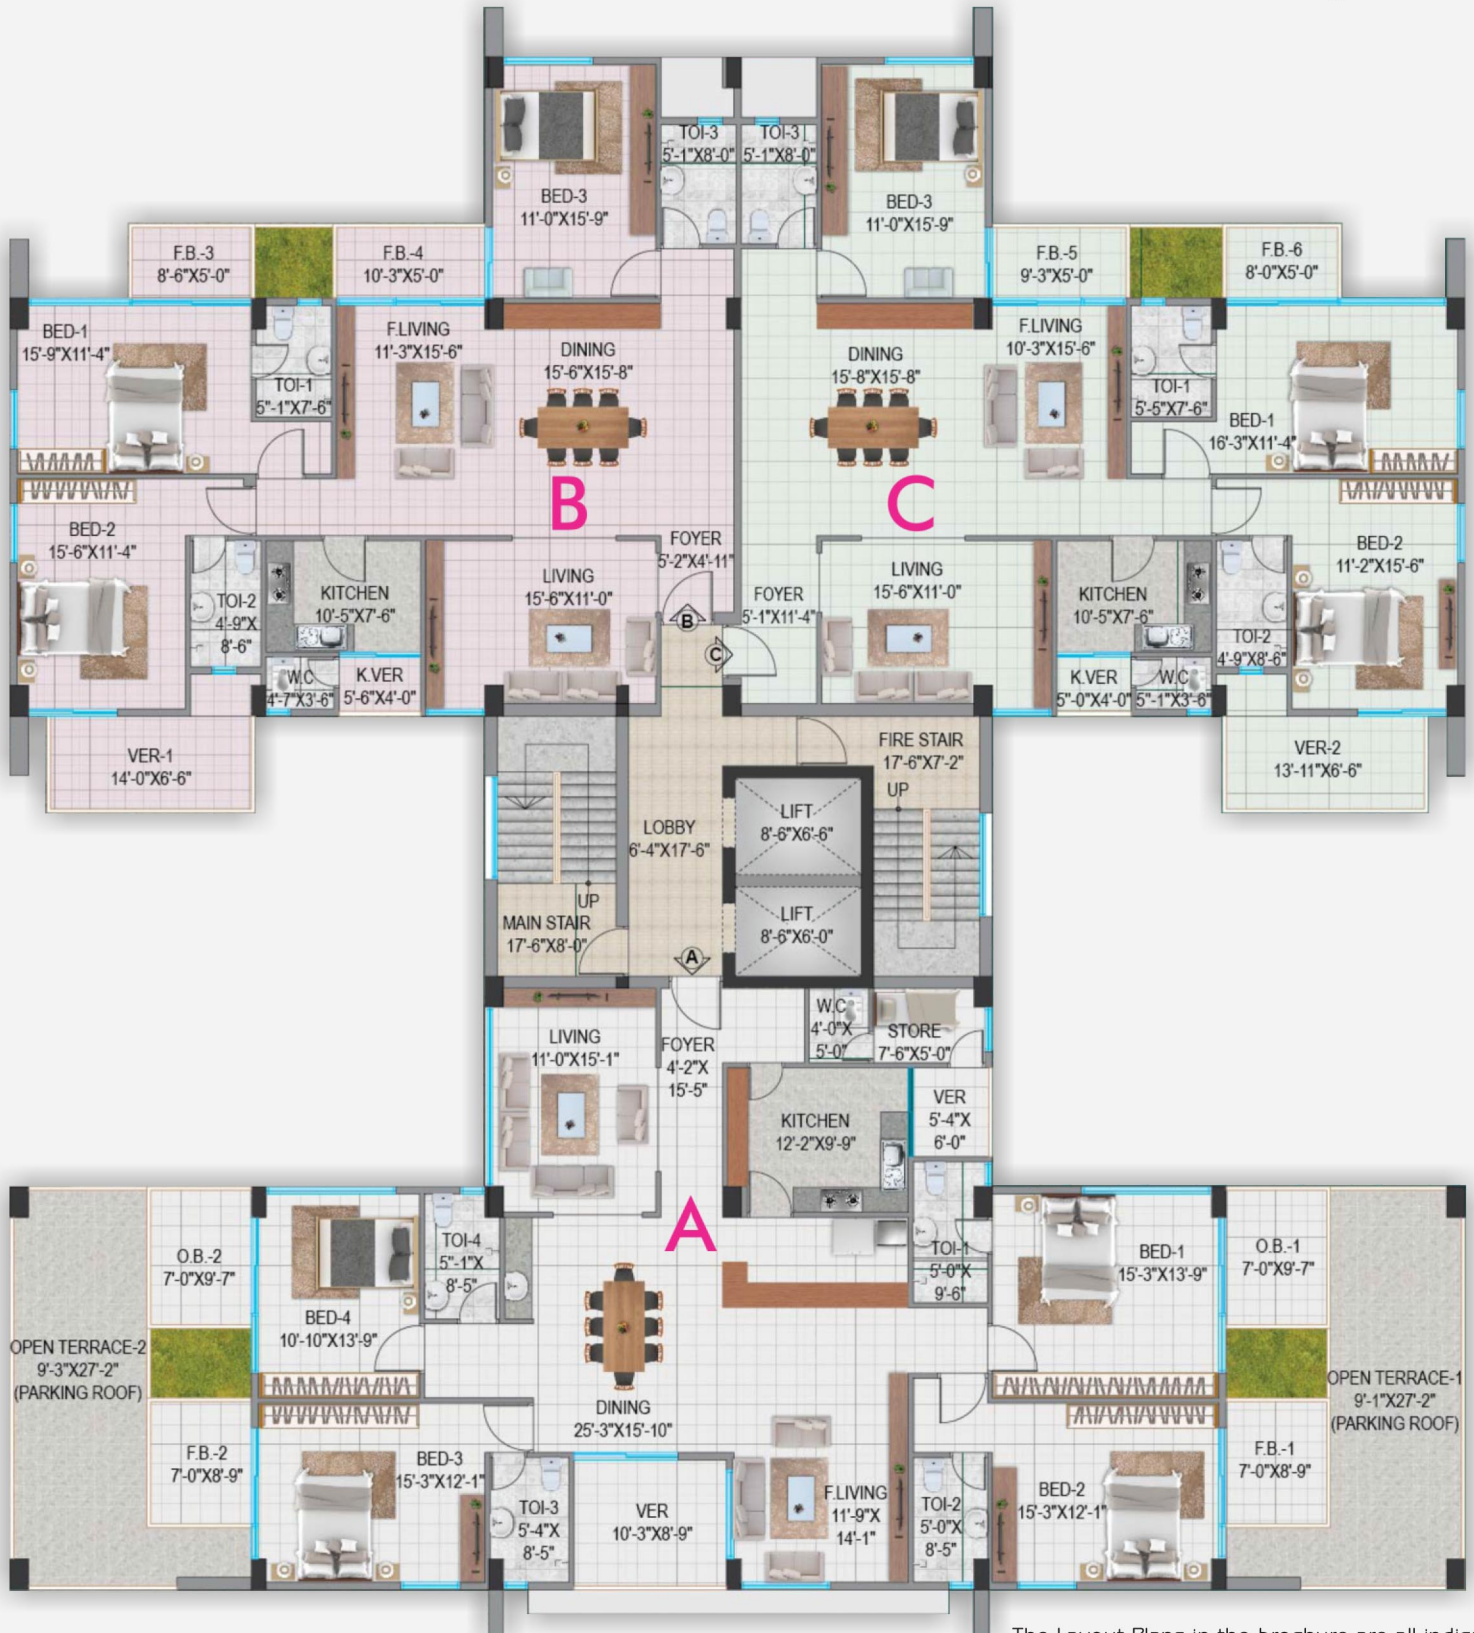 TOI-3
5'-1"X8'-0"
TOI-3
5'-1"X8'-0"
BED-3
11'-0"X15'-9"
BED-3
11'-0"X15'-9"
F.B.-3
8'-6"X5'-0"
F.B.-4
10'-3"X5'-0"
F.B.-5
9'-3"X5'-0"
F.B.-6
8'-0"X5'-0"
BED-1
15'-9"X11'-4"
TOI-1
5"-1"X7'-6"
F.LIVING
11'-3"X15'-6"
DINING
15'-6"X15'-8"
DINING
15'-8"X15'-8"
F.LIVING
10'-3"X15'-6"
TOI-1
5'-5"X7'-6"
BED-1
16'-3"X11'-4"
B
C
BED-2
15'-6"X11'-4"
TOI-2
4'-9"X
8'-6"
KITCHEN
10'-5"X7'-6"
W.C
4'-7"X3'-6"
K.VER
5'-6"X4'-0"
LIVING
15'-6"X11'-0"
FOYER
5'-2"X4'-11"
B
C
FOYER
5'-1"X11'-4"
LIVING
15'-6"X11'-0"
KITCHEN
10'-5"X7'-6"
K.VER
5"-0"X4'-0"
W.C
5"-1"X3'-6"
TOI-2
4'-9"X8'-6"
BED-2
11'-2"X15'-6"
VER-1
14'-0"X6'-6"
VER-2
13'-11"X6'-6"
FIRE STAIR
17'-6"X7'-2"
UP
LIFT
8'-6"X6'-6"
LOBBY
6'-4"X17'-6"
UP
MAIN STAIR
17'-6"X8'-0"
LIFT
8'-6"X6'-0"
A
LIVING
11'-0"X15'-1"
FOYER
4'-2"X
15'-5"
W.C
4'-0"X
5'-0"
STORE
7'-6"X5'-0"
KITCHEN
12'-2"X9'-9"
VER
5'-4"X
6'-0"
A
O.B.-2
7'-0"X9'-7"
TOI-4
5"-1"X
8'-5"
BED-4
10'-10"X13'-9"
TOI-1
5'-0"X
9'-6"
BED-1
15'-3"X13'-9"
O.B.-1
7'-0"X9'-7"
OPEN TERRACE-2
9'-3"X27'-2"
(PARKING ROOF)
OPEN TERRACE-1
9'-1"X27'-2"
(PARKING ROOF)
DINING
25'-3"X15'-10"
F.B.-2
7'-0"X8'-9"
BED-3
15'-3"X12'-1"
TOI-3
5'-4"X
8'-5"
VER
10'-3"X8'-9"
F.LIVING
11'-9"X
14'-1"
TOI-2
5'-0"X
8'-5"
BED-2
15'-3"X12'-1"
F.B.-1
7'-0"X8'-9"